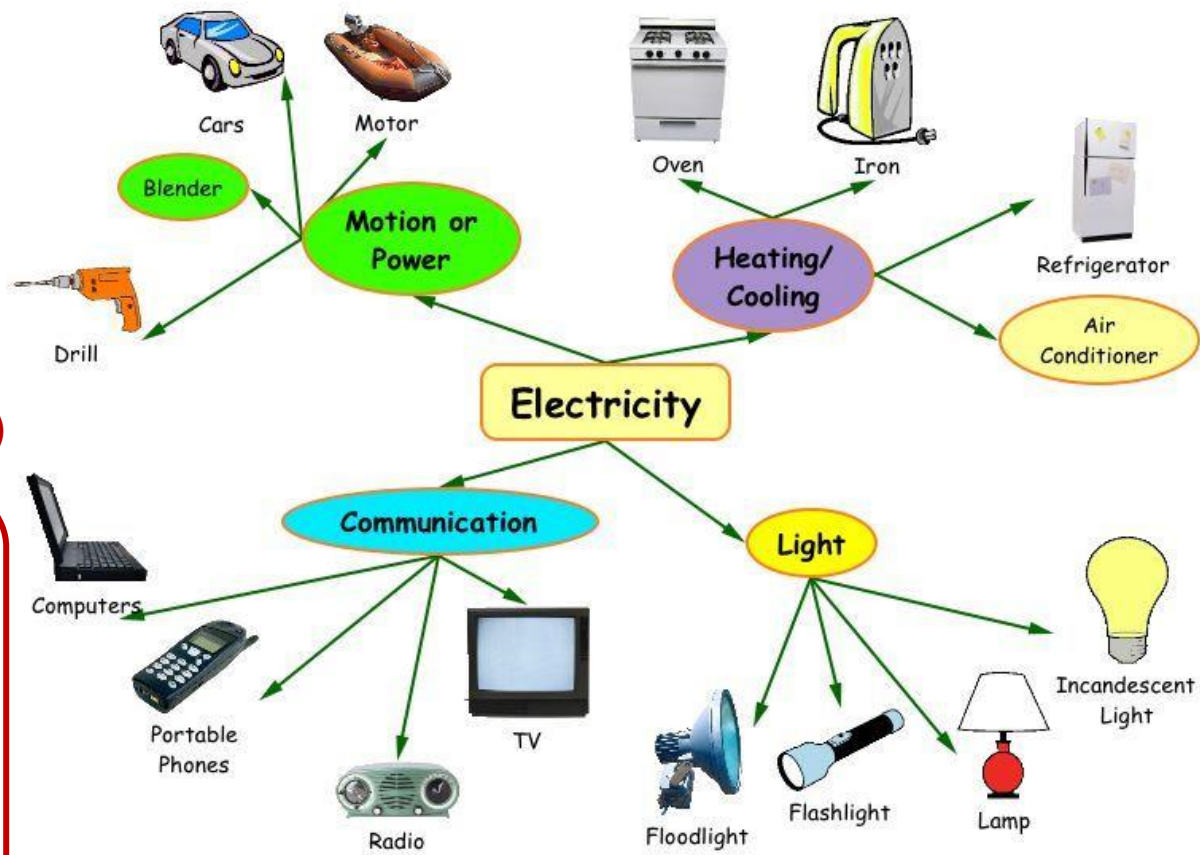 Cars
Motor
Blender
Motion or
Power
Drill
Oven
Iron
Heating/
Cooling
Refrigerator
Air
Conditioner
Electricity
Communication
Computers
Portable
Phones
Radio
TV
Light
Floodlight
Flashlight
Lamp
Incandescent
Light